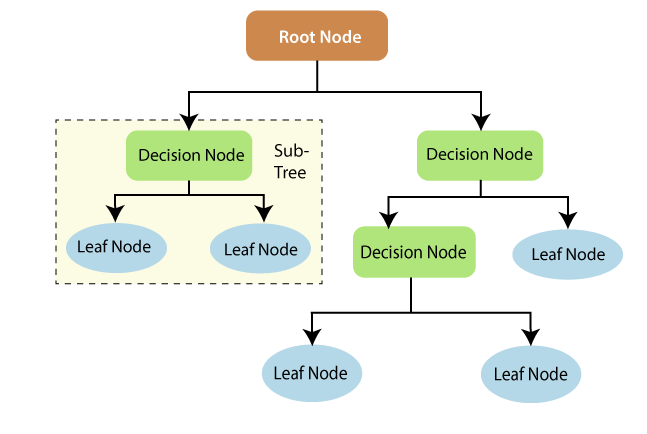 Root Node
Decision Node
Sub-
Tree
Decision Node
Leaf Node
Leaf Node
Decision Node
Leaf Node
Leaf Node
Leaf Node